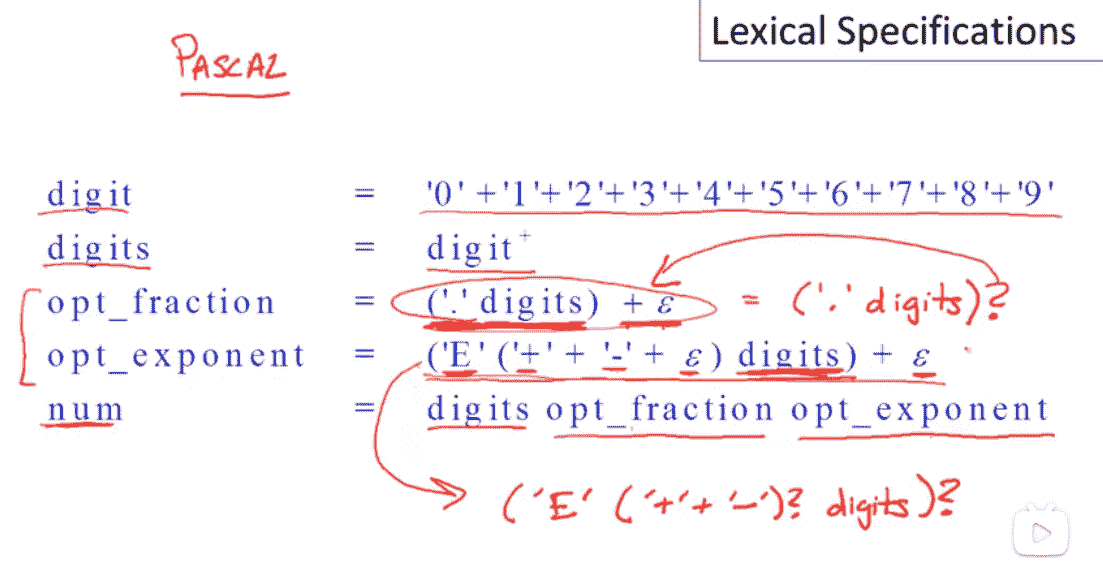 Lexical Specifications
PASCAL
digit = '0' + '1' + '2' + '3' + '4' + '5' + '6' + '7' + '8' + '9'
digits = digit⁺
opt_fraction = ('.' digits) + ε = ('.' digits)?
opt_exponent = ('E' ('+' + '-' + ε) digits) + ε
num = digits opt_fraction opt_exponent
('E' ('+' + '-')? digits)?